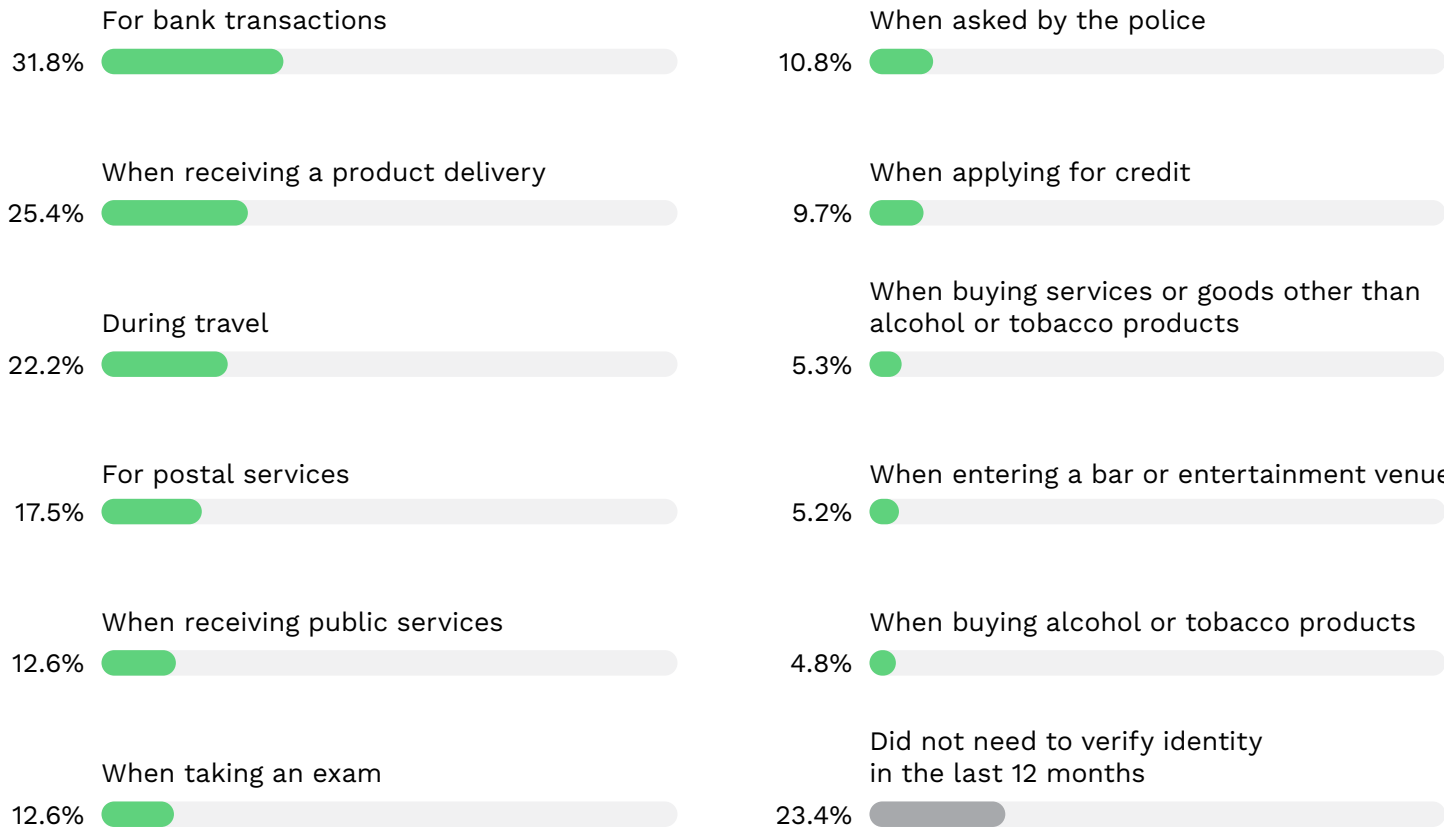 For bank transactions
31.8%
When receiving a product delivery
25.4%
During travel
22.2%
For postal services
17.5%
When receiving public services
12.6%
When taking an exam
12.6%
When asked by the police
10.8%
When applying for credit
9.7%
When buying services or goods other than
alcohol or tobacco products
5.3%
When entering a bar or entertainment venue
5.2%
When buying alcohol or tobacco products
4.8%
Did not need to verify identity
in the last 12 months
23.4%